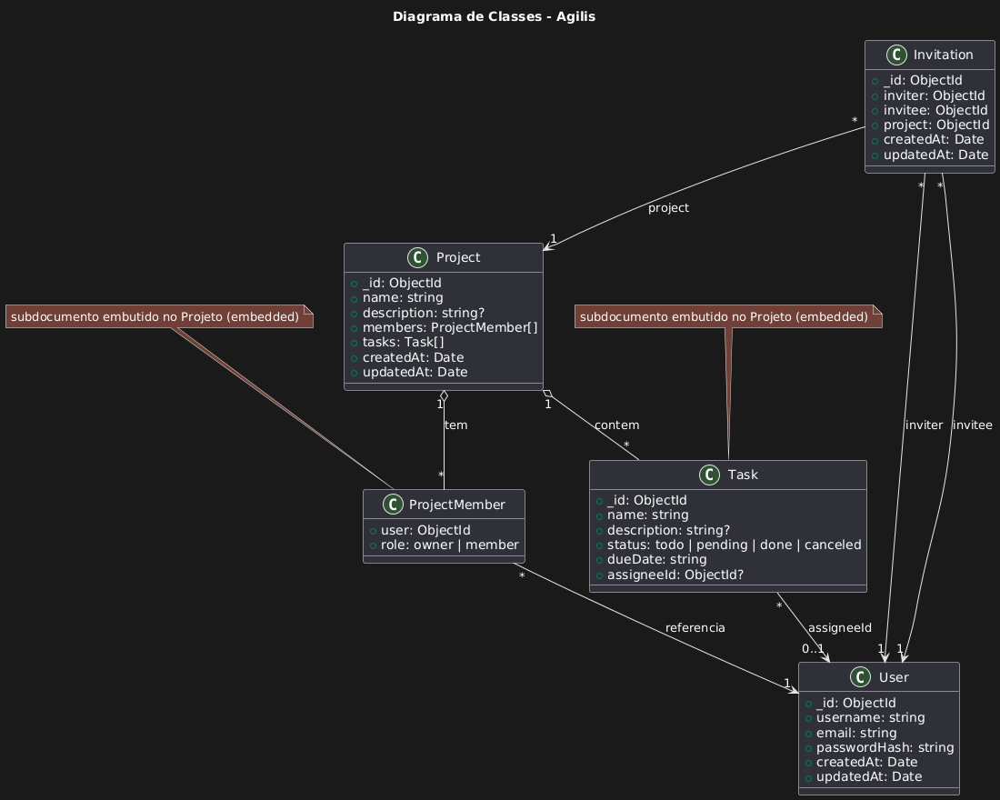 Diagrama de Classes - Agilis
C Invitation
_id: ObjectId
inviter: ObjectId
invitee: ObjectId
project: ObjectId
createdAt: Date
updatedAt: Date
*
* *
project
1
C Project
_id: ObjectId
name: string
description: string?
members: ProjectMember[]
tasks: Task[]
createdAt: Date
updatedAt: Date
subdocumento embutido no Projeto (embedded)
subdocumento embutido no Projeto (embedded)
1
1
tem
contem
inviter
invitee
*
*
C Task
_id: ObjectId
name: string
description: string?
status: todo | pending | done | canceled
dueDate: string
assigneeId: ObjectId?
C ProjectMember
user: ObjectId
role: owner | member
*
*
referencia
assigneeId
0..1
1
1
1
C User
_id: ObjectId
username: string
email: string
passwordHash: string
createdAt: Date
updatedAt: Date